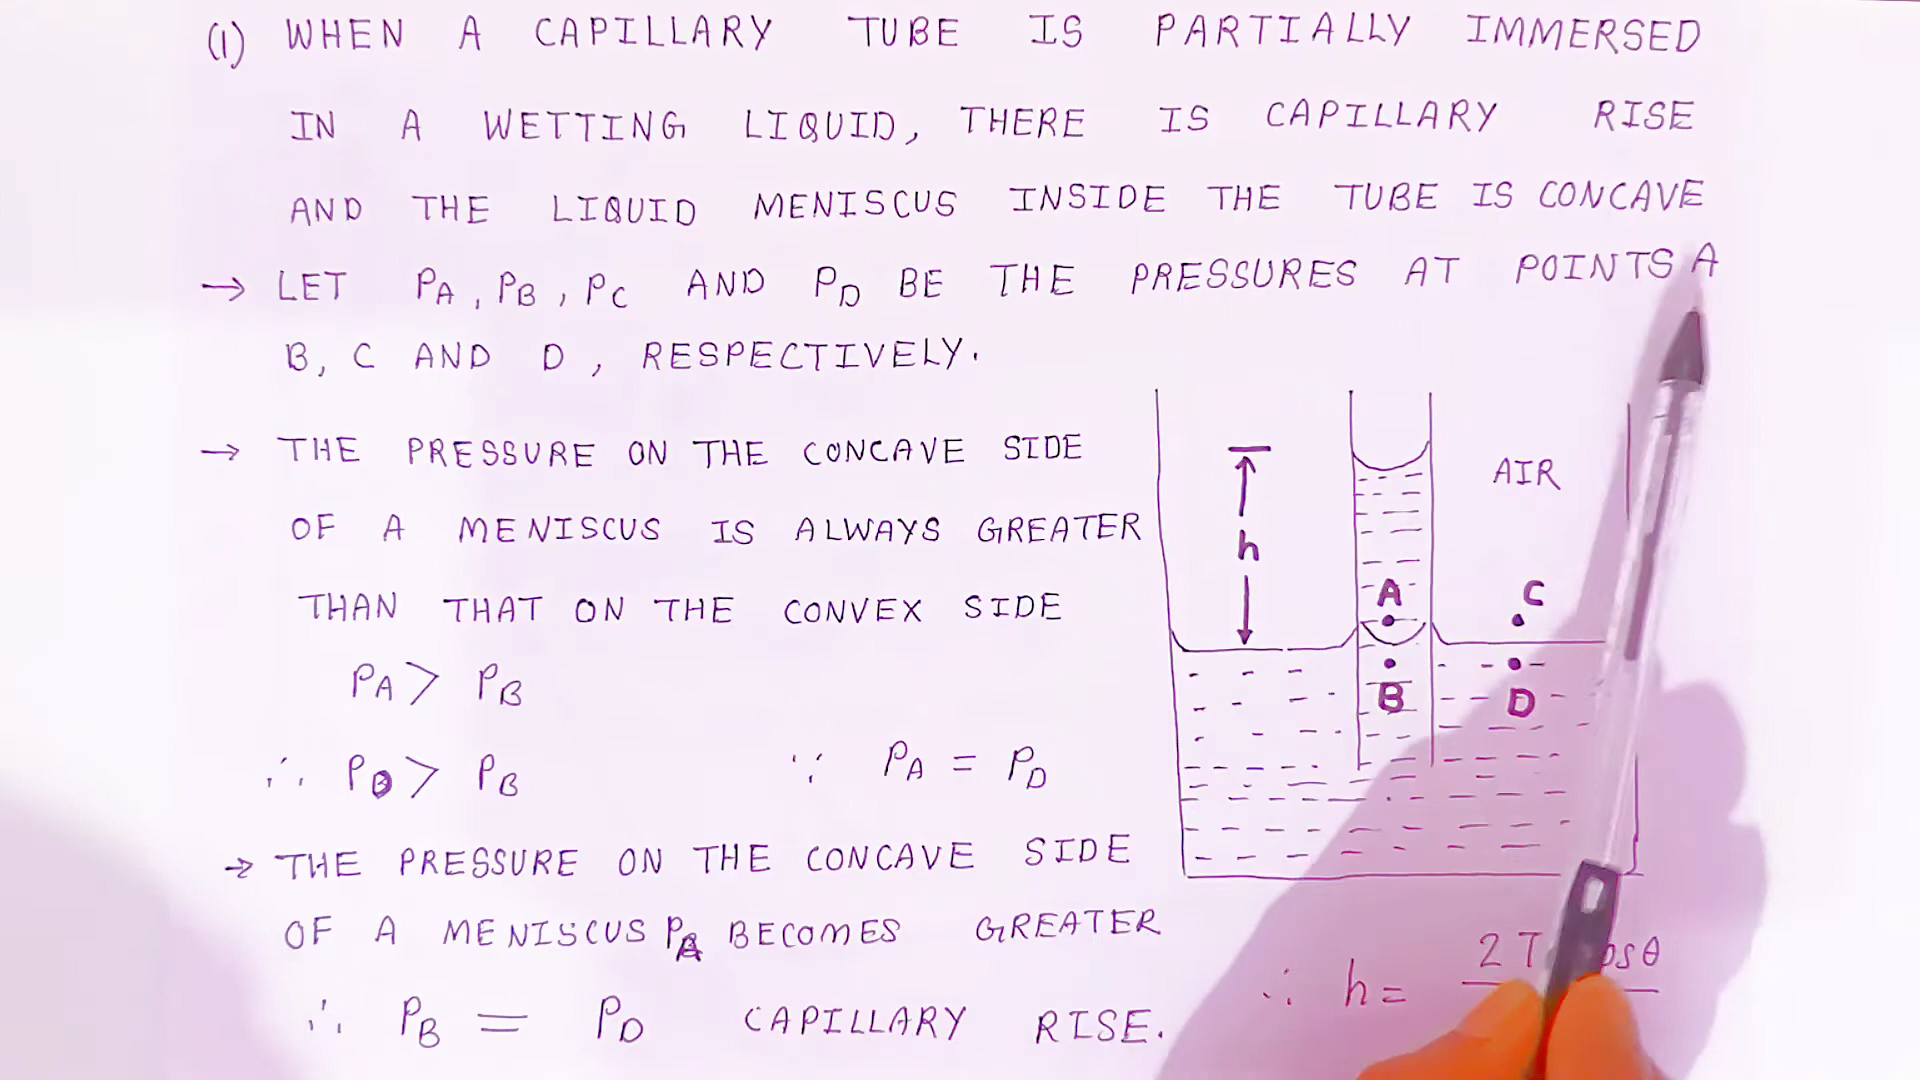 (1) WHEN A CAPILLARY TUBE IS PARTIALLY IMMERSED
IN A WETTING LIQUID, THERE IS CAPILLARY RISE
AND THE LIQUID MENISCUS INSIDE THE TUBE IS CONCAVE
→ LET PA, PB, PC AND PD BE THE PRESSURES AT POINTS A
B, C AND D, RESPECTIVELY.
→ THE PRESSURE ON THE CONCAVE SIDE
OF A MENISCUS IS ALWAYS GREATER
THAN THAT ON THE CONVEX SIDE
PA > PB
∴ PD > PB ∵ PA = PD
→ THE PRESSURE ON THE CONCAVE SIDE
OF A MENISCUS PA BECOMES GREATER
∴ PB = PD CAPILLARY RISE.
AIR
h
A
C
B
D
∴ h = 2T θ